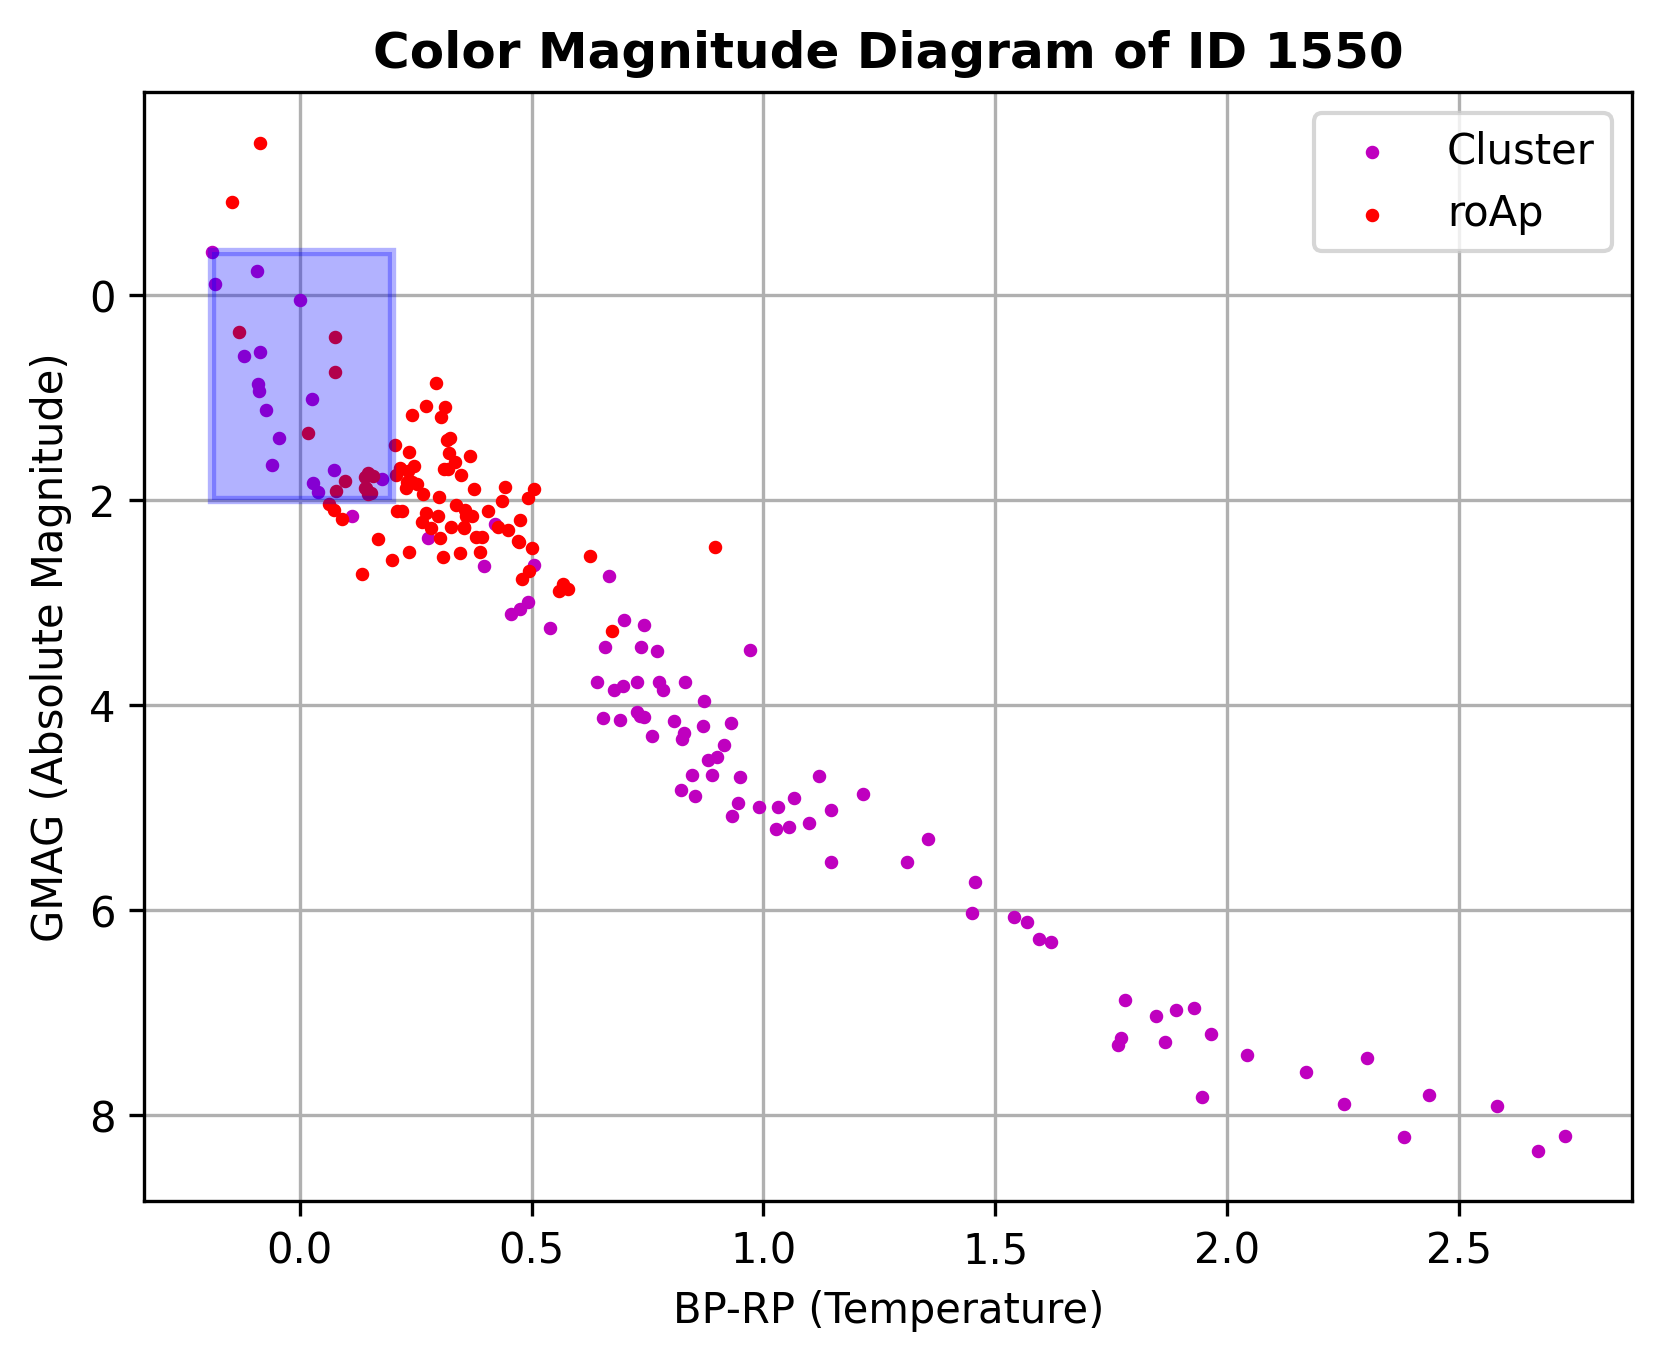 Color Magnitude Diagram of ID 1550
Cluster
roAp
GMAG (Absolute Magnitude)
0
2
4
6
8
0.0 0.5 1.0 1.5 2.0 2.5
BP-RP (Temperature)